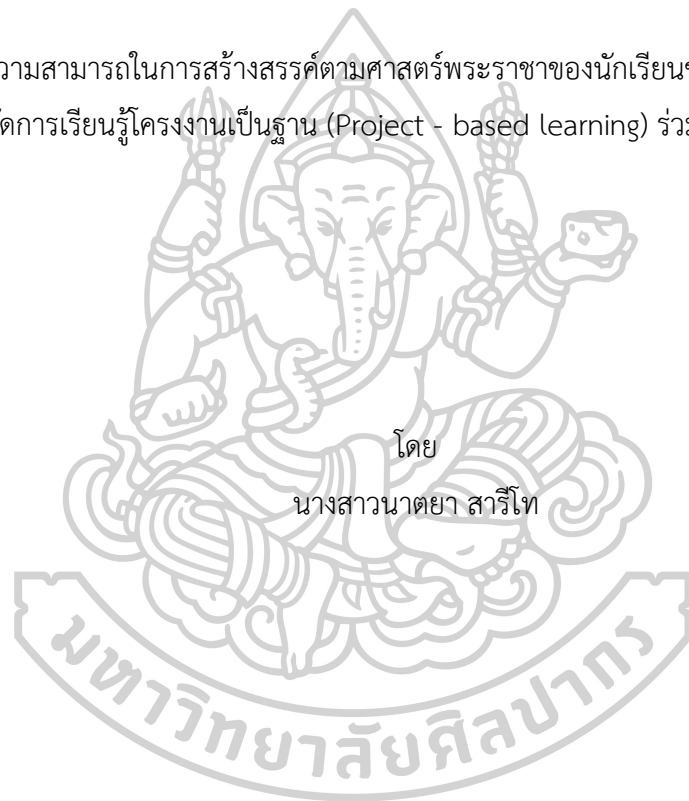 วามสามารถในการสร้างสรรค์ตามศาสตร์พระราชาของนักเรียน
ัดการเรียนรู้โครงงานเป็นฐาน (Project - based learning) ร่ว
โดย
นางสาวนาตยา สารีโท
มหาวิทยาลัยศิลปากร